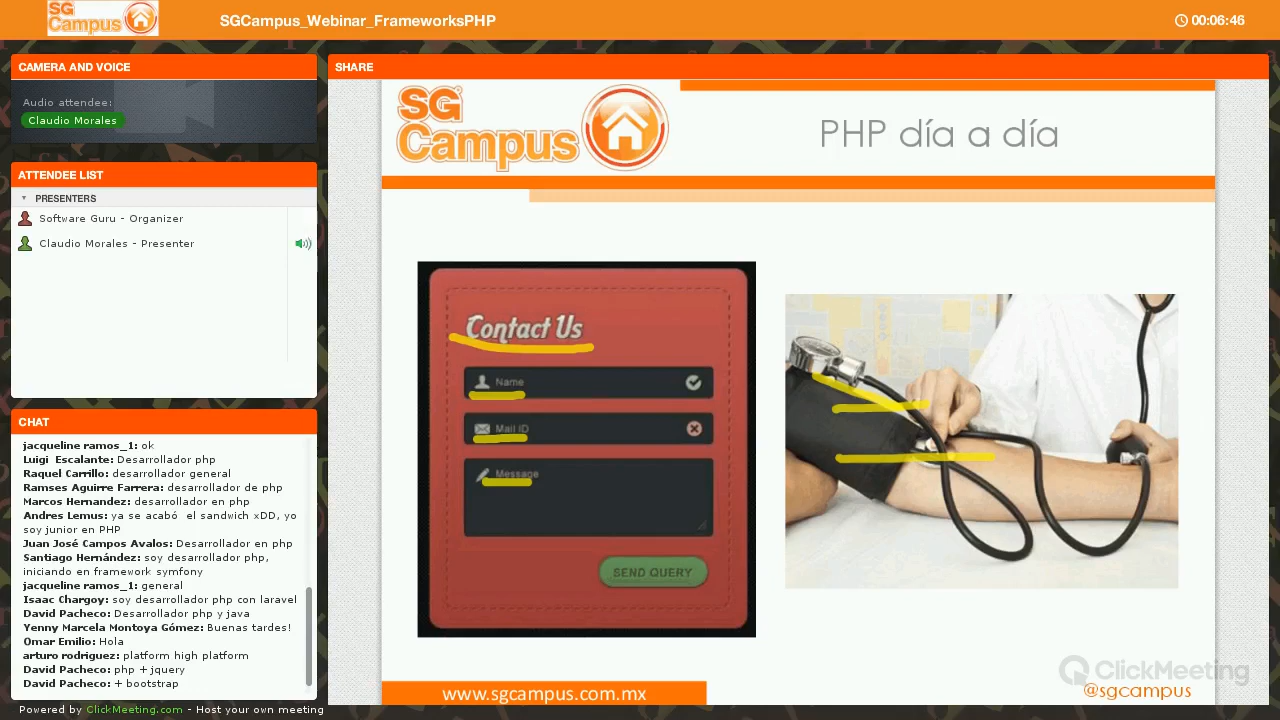 SG
Campus
SGCampus_Webinar_FrameworksPHP
00:06:46
CAMERA AND VOICE
Audio attendee:
Claudio Morales
ATTENDEE LIST
PRESENTERS
Software Guru - Organizer
Claudio Morales - Presenter
CHAT
jacqueline ramos_1: ok
Luigi Escalante: Desarrollador php
Raquel Carrillo: desarrollador general
Ramses Aguirre Farrera: desarrollador de php
Marcos Hernandez: desarrollador en php
Andres Lemus: ya se acabó el sandwich xDD, yo
soy junior en PHP
Juan José Campos Avalos: Desarrollador en php
Santiago Hernández: soy desarrollador php,
iniciando en framework symfony
jacqueline ramos_1: general
Isaac Chargoy: soy desarrollador php con laravel
David Pacheco: Desarrollador php y java
Yenny Marcela Montoya Gómez: Buenas tardes!
Omar Emilio: Hola
arturo rodriguez: platform high platform
David Pacheco: php + jquery
David Pacheco: + bootstrap
Powered by ClickMeeting.com - Host your own meeting
SHARE
SG
Campus
PHP día a día
Contact Us
Name
Mail ID
Message
SEND QUERY
ClickMeeting
www.sgcampus.com.mx
@sgcampus